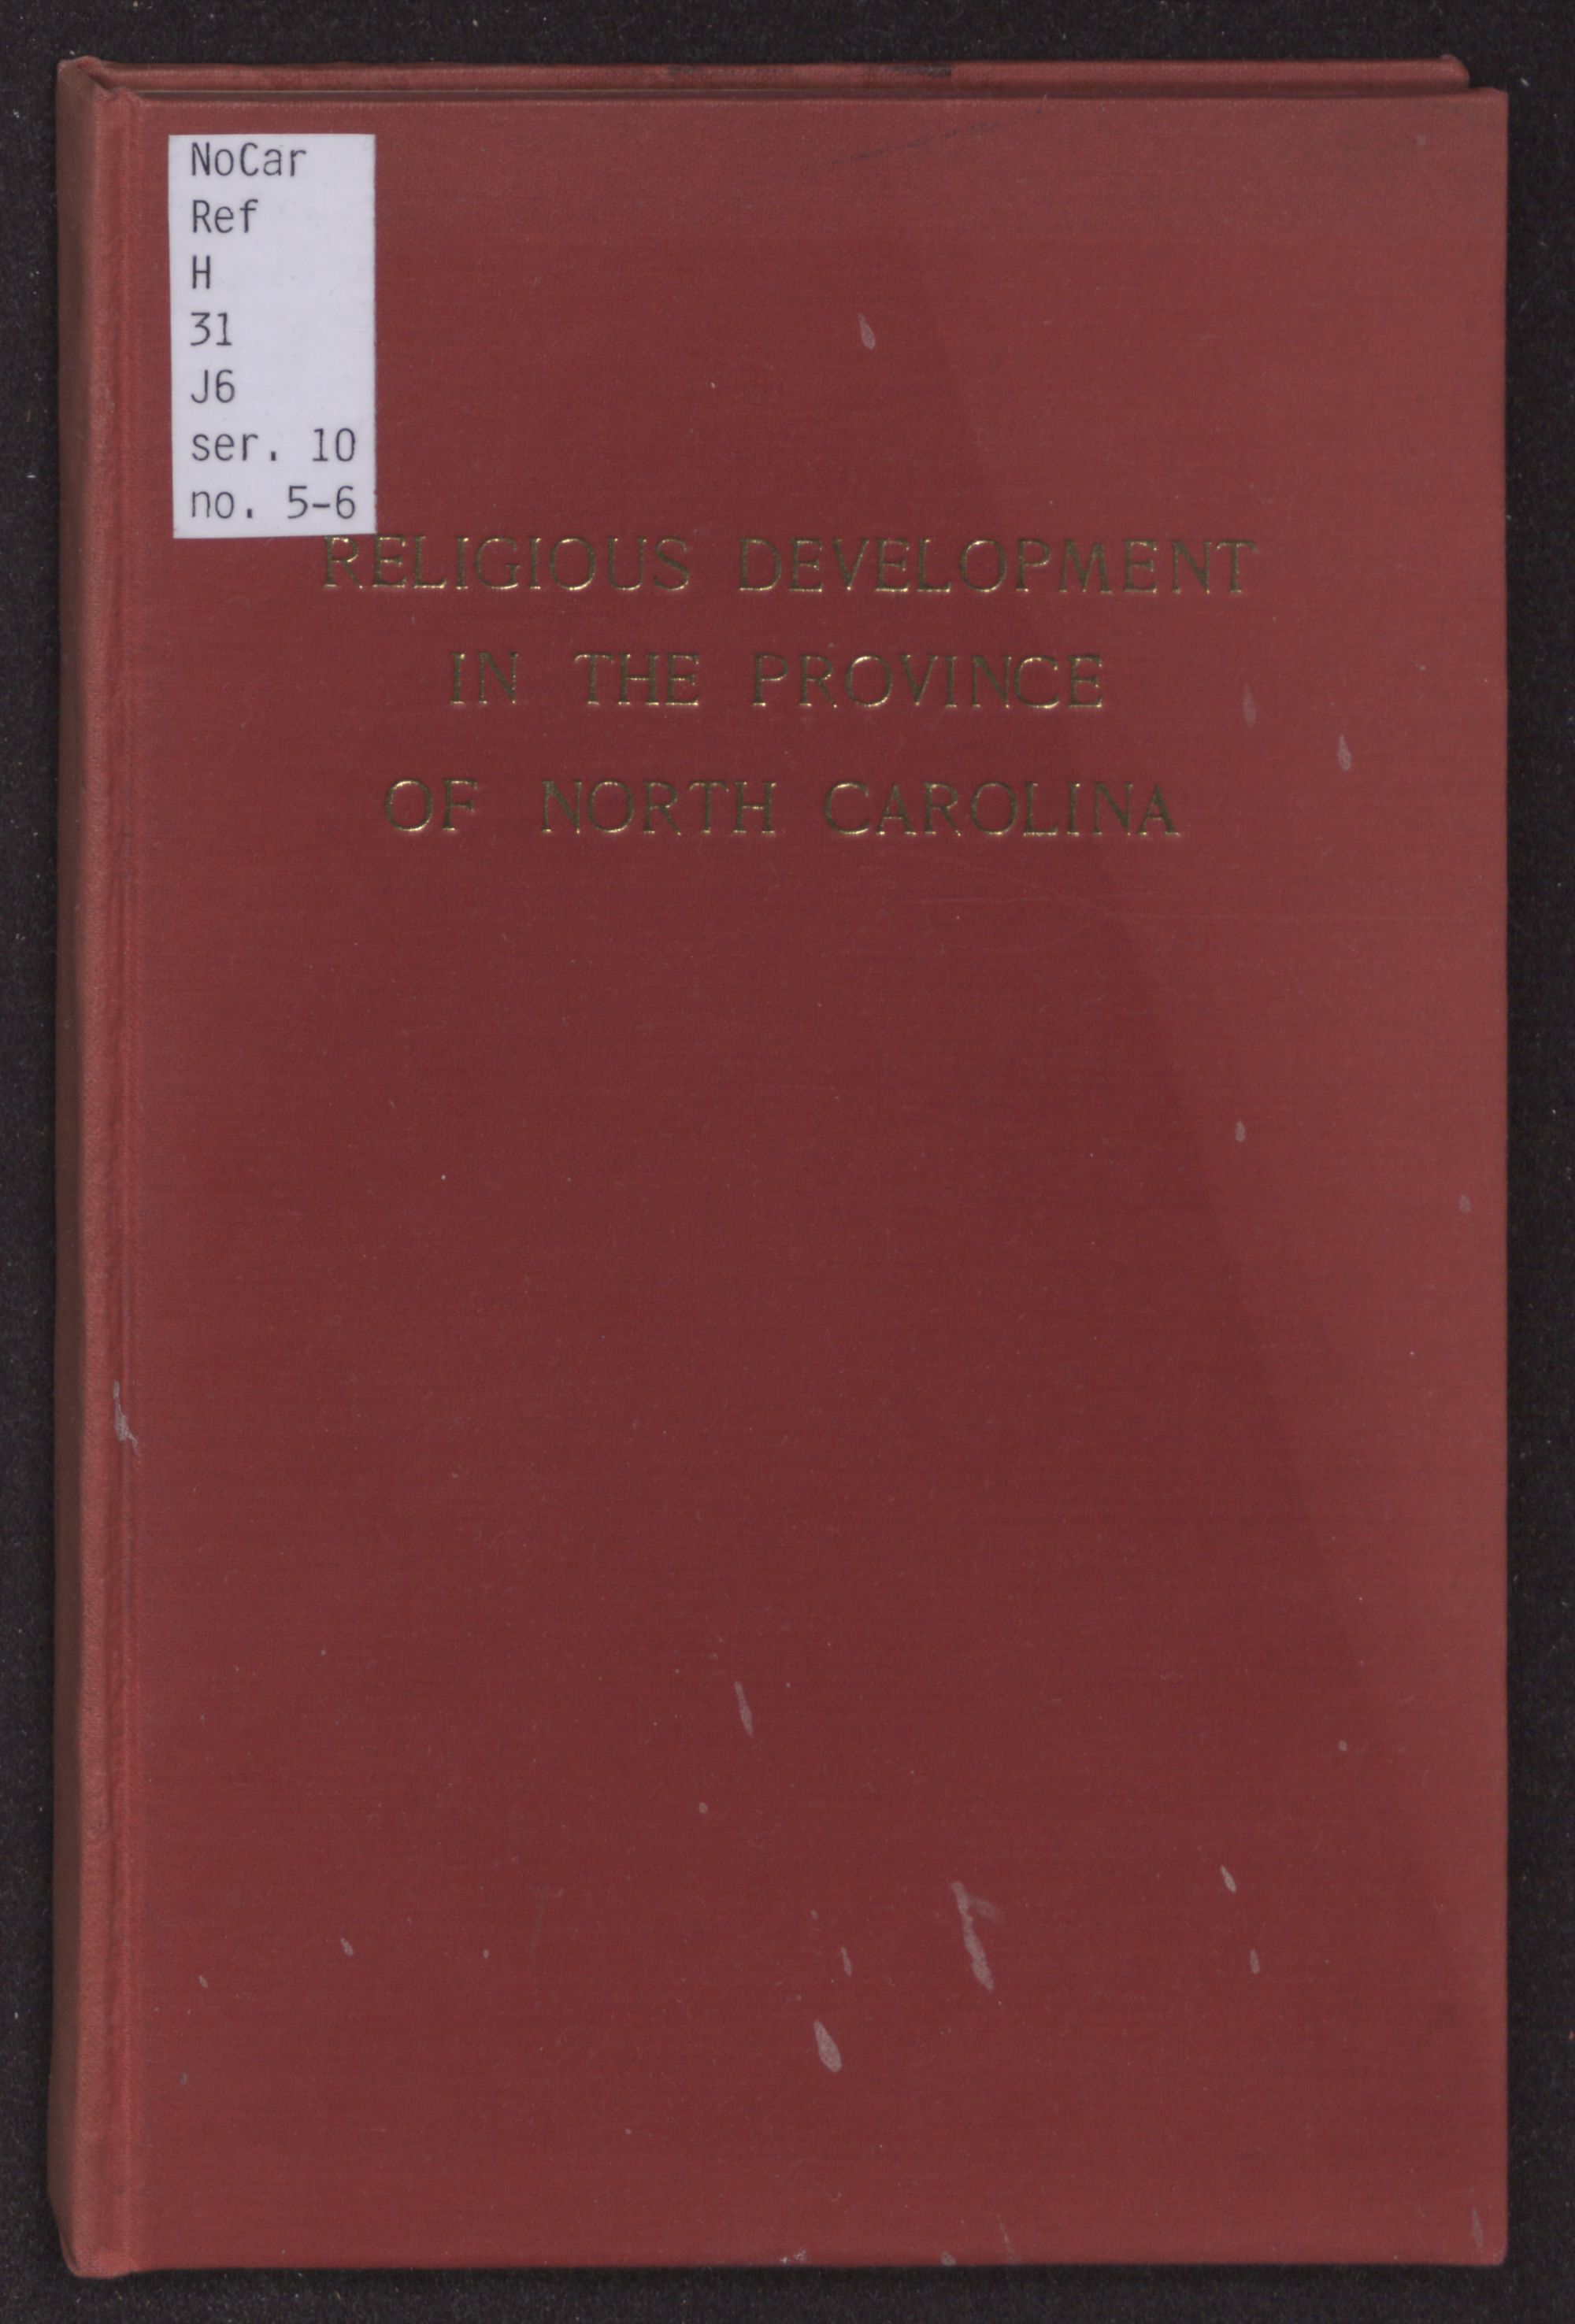 NoCar
Ref
H
31
J6
ser. 10
no. 5-6
RELIGIOUS DEVELOPMENT
IN THE PROVINCE
OF NORTH CAROLINA